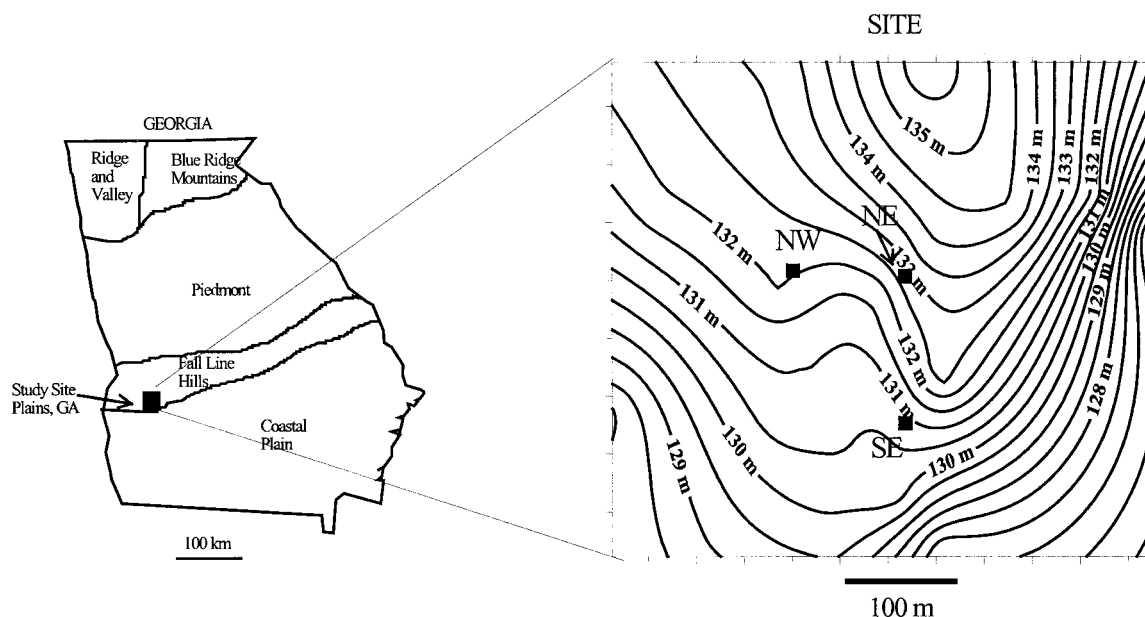 SITE
GEORGIA
Ridge
and
Valley
Blue Ridge
Mountains
Piedmont
Fall Line
Hills
Study Site
Plains, GA
Coastal
Plain
100 km
135 m
134 m
134 m
133 m
132 m
131 m
130 m
129 m
128 m
NE
133 m
NW
132 m
131 m
132 m
131 m
SE
130 m
130 m
129 m
100 m